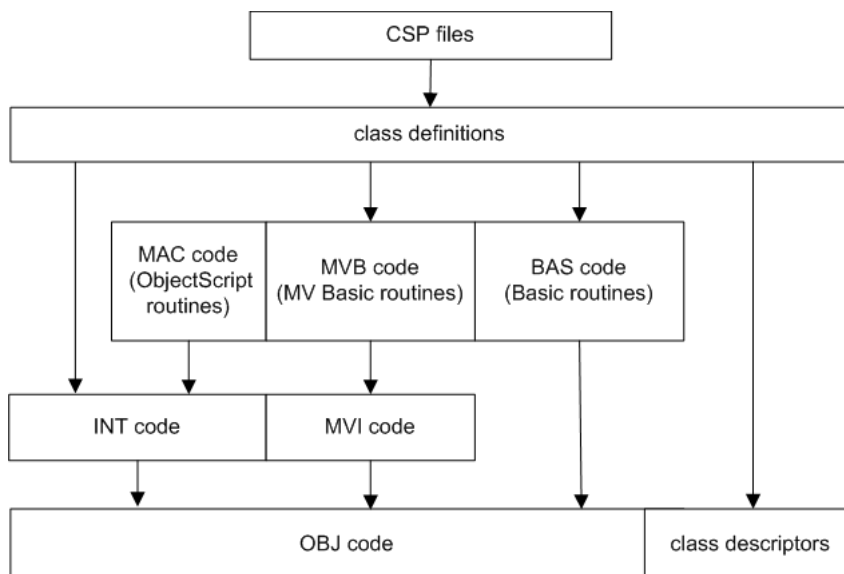 CSP files
class definitions
MAC code
(ObjectScript
routines)
MVB code
(MV Basic routines)
BAS code
(Basic routines)
INT code
MVI code
OBJ code
class descriptors